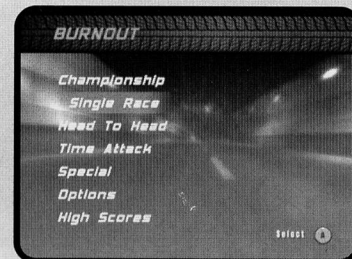 BURNOUT
Championship
Single Race
Head To Head
Time Attack
Special
Options
High Scores
Select A